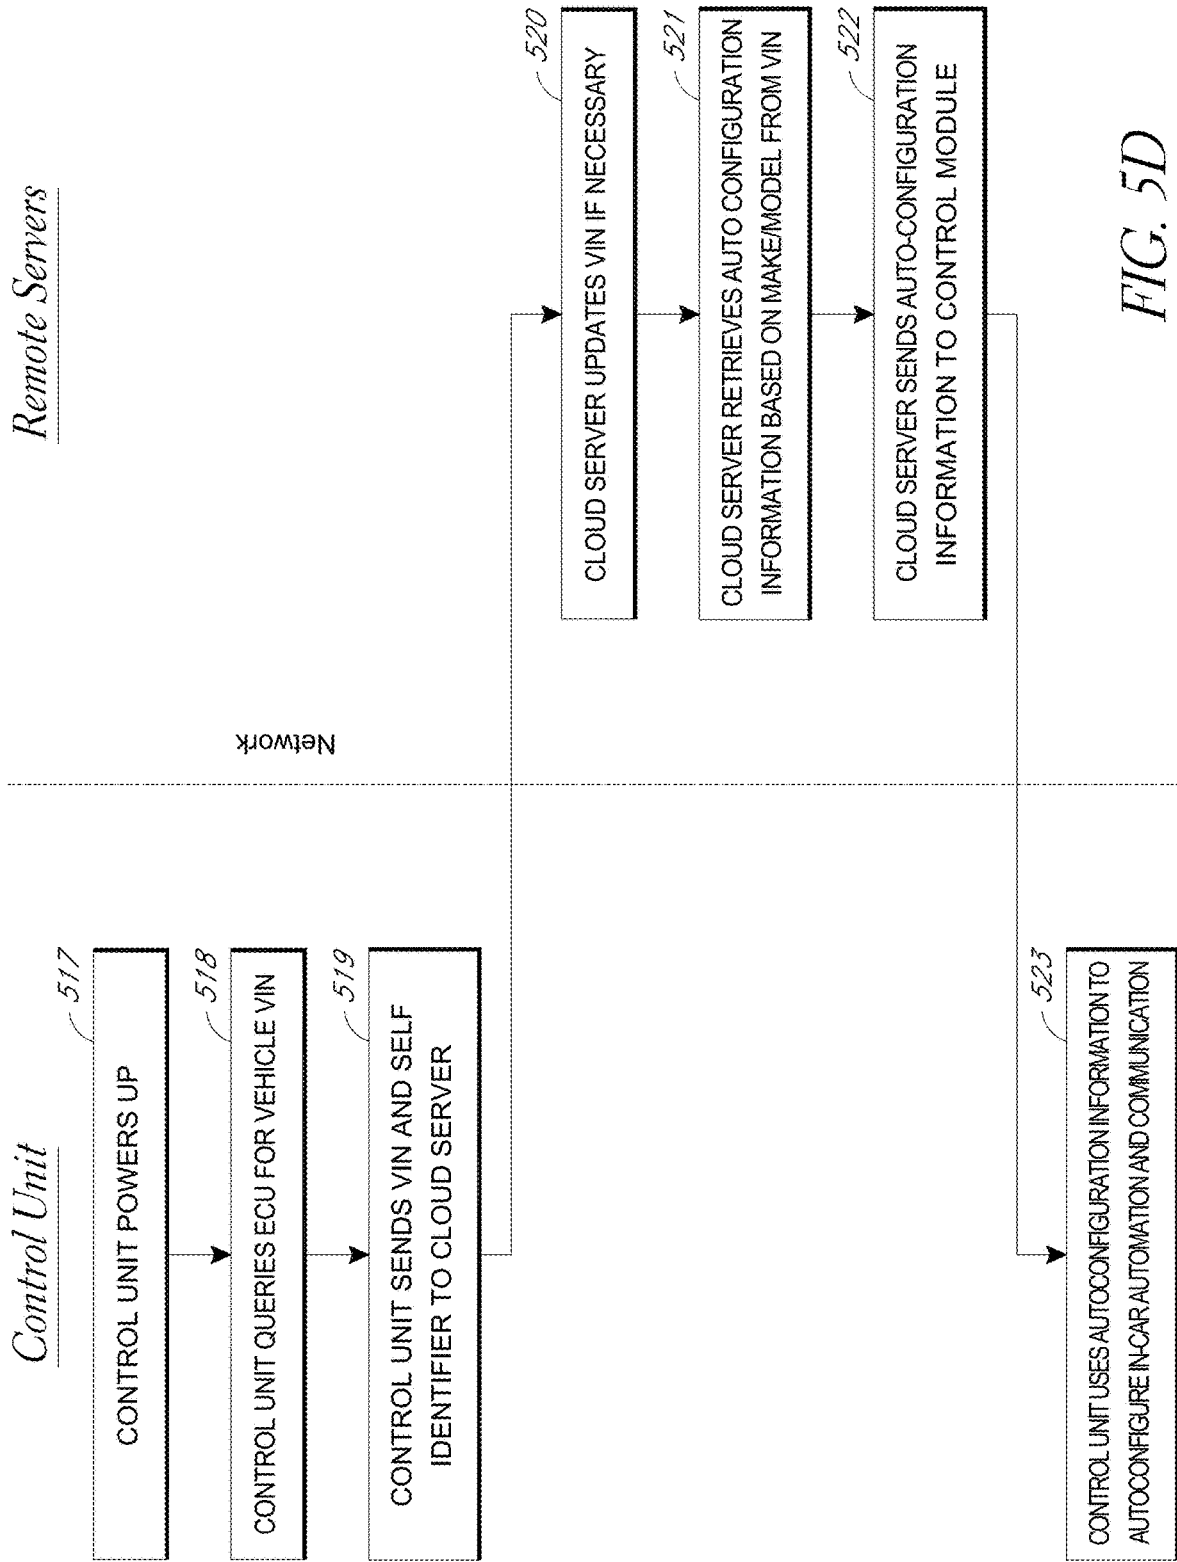 Control Unit
Remote Servers
Network
517
CONTROL UNIT POWERS UP
518
CONTROL UNIT QUERIES ECU FOR VEHICLE VIN
519
CONTROL UNIT SENDS VIN AND SELF
IDENTIFIER TO CLOUD SERVER
520
CLOUD SERVER UPDATES VIN IF NECESSARY
521
CLOUD SERVER RETRIEVES AUTO CONFIGURATION
INFORMATION BASED ON MAKE/MODEL FROM VIN
522
CLOUD SERVER SENDS AUTO-CONFIGURATION
INFORMATION TO CONTROL MODULE
523
CONTROL UNIT USES AUTOCONFIGURATION INFORMATION TO
AUTOCONFIGURE IN-CAR AUTOMATION AND COMMUNICATION
FIG. 5D